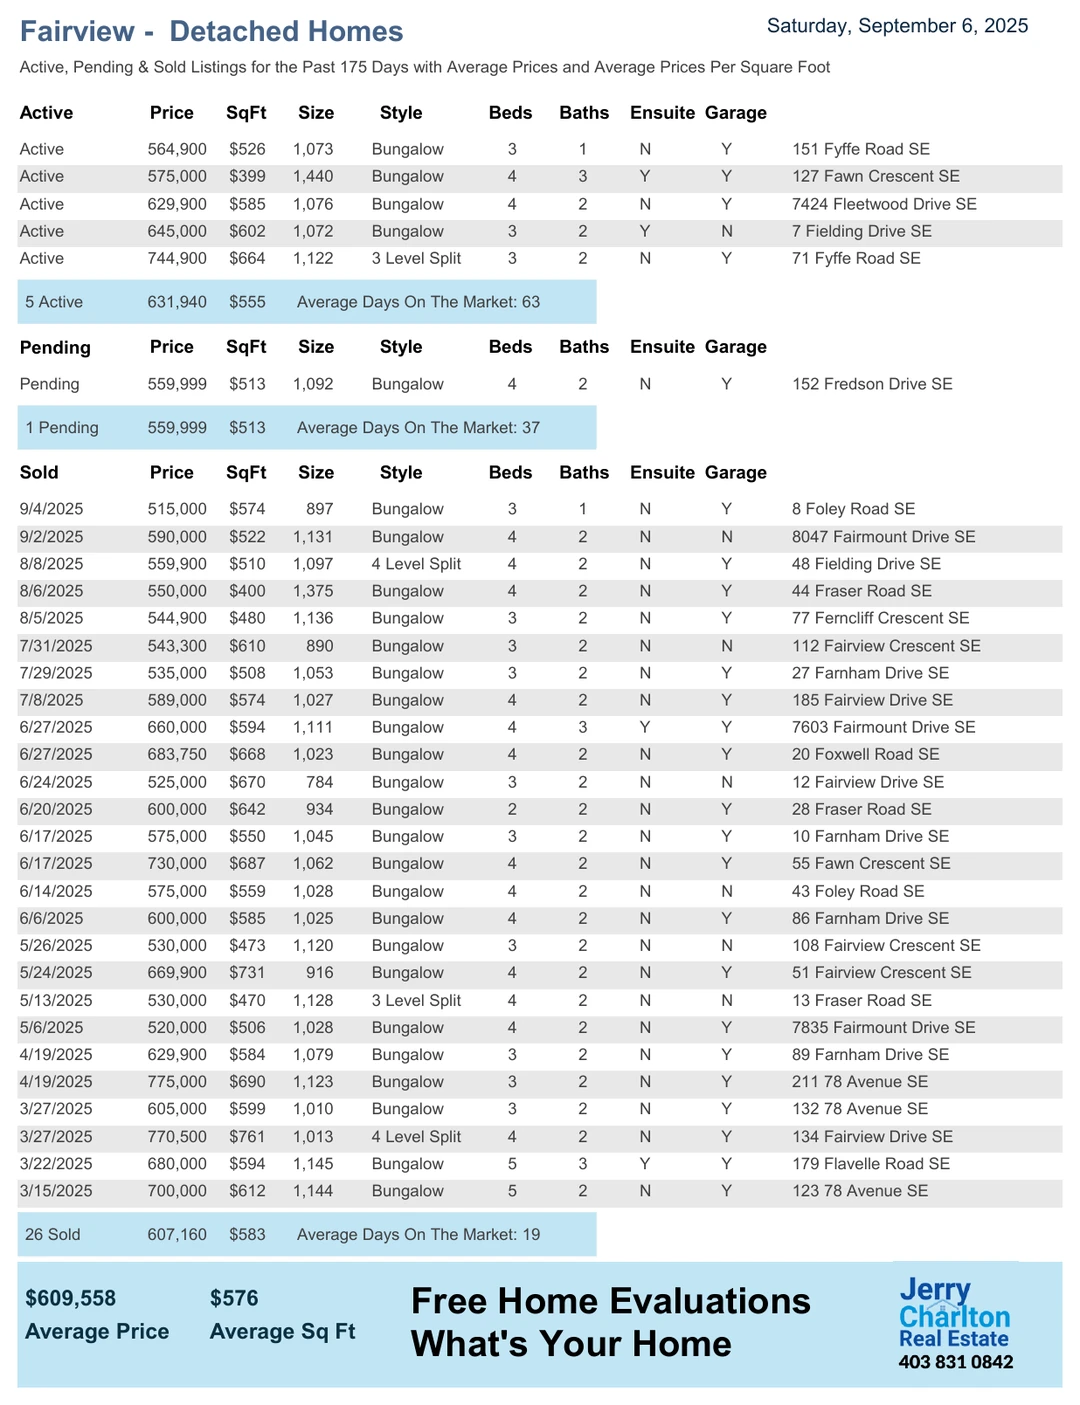 Fairview -  Detached Homes
Saturday, September 6, 2025
Active, Pending & Sold Listings for the Past 175 Days with Average Prices and Average Prices Per Square Foot
Active Price SqFt Size Style Beds Baths Ensuite Garage
Active 564,900 $526 1,073 Bungalow 3 1 N Y 151 Fyffe Road SE
Active 575,000 $399 1,440 Bungalow 4 3 Y Y 127 Fawn Crescent SE
Active 629,900 $585 1,076 Bungalow 4 2 N Y 7424 Fleetwood Drive SE
Active 645,000 $602 1,072 Bungalow 3 2 Y N 7 Fielding Drive SE
Active 744,900 $664 1,122 3 Level Split 3 2 N Y 71 Fyffe Road SE
5 Active 631,940 $555 Average Days On The Market: 63
Pending Price SqFt Size Style Beds Baths Ensuite Garage
Pending 559,999 $513 1,092 Bungalow 4 2 N Y 152 Fredson Drive SE
1 Pending 559,999 $513 Average Days On The Market: 37
Sold Price SqFt Size Style Beds Baths Ensuite Garage
9/4/2025 515,000 $574 897 Bungalow 3 1 N Y 8 Foley Road SE
9/2/2025 590,000 $522 1,131 Bungalow 4 2 N N 8047 Fairmount Drive SE
8/8/2025 559,900 $510 1,097 4 Level Split 4 2 N Y 48 Fielding Drive SE
8/6/2025 550,000 $400 1,375 Bungalow 4 2 N Y 44 Fraser Road SE
8/5/2025 544,900 $480 1,136 Bungalow 3 2 N Y 77 Ferncliff Crescent SE
7/31/2025 543,300 $610 890 Bungalow 3 2 N N 112 Fairview Crescent SE
7/29/2025 535,000 $508 1,053 Bungalow 3 2 N Y 27 Farnham Drive SE
7/8/2025 589,000 $574 1,027 Bungalow 4 2 N Y 185 Fairview Drive SE
6/27/2025 660,000 $594 1,111 Bungalow 4 3 Y Y 7603 Fairmount Drive SE
6/27/2025 683,750 $668 1,023 Bungalow 4 2 N Y 20 Foxwell Road SE
6/24/2025 525,000 $670 784 Bungalow 3 2 N N 12 Fairview Drive SE
6/20/2025 600,000 $642 934 Bungalow 2 2 N Y 28 Fraser Road SE
6/17/2025 575,000 $550 1,045 Bungalow 3 2 N Y 10 Farnham Drive SE
6/17/2025 730,000 $687 1,062 Bungalow 4 2 N Y 55 Fawn Crescent SE
6/14/2025 575,000 $559 1,028 Bungalow 4 2 N N 43 Foley Road SE
6/6/2025 600,000 $585 1,025 Bungalow 4 2 N Y 86 Farnham Drive SE
5/26/2025 530,000 $473 1,120 Bungalow 3 2 N N 108 Fairview Crescent SE
5/24/2025 669,900 $731 916 Bungalow 4 2 N Y 51 Fairview Crescent SE
5/13/2025 530,000 $470 1,128 3 Level Split 4 2 N N 13 Fraser Road SE
5/6/2025 520,000 $506 1,028 Bungalow 4 2 N Y 7835 Fairmount Drive SE
4/19/2025 629,900 $584 1,079 Bungalow 3 2 N Y 89 Farnham Drive SE
4/19/2025 775,000 $690 1,123 Bungalow 3 2 N Y 211 78 Avenue SE
3/27/2025 605,000 $599 1,010 Bungalow 3 2 N Y 132 78 Avenue SE
3/27/2025 770,500 $761 1,013 4 Level Split 4 2 N Y 134 Fairview Drive SE
3/22/2025 680,000 $594 1,145 Bungalow 5 3 Y Y 179 Flavelle Road SE
3/15/2025 700,000 $612 1,144 Bungalow 5 2 N Y 123 78 Avenue SE
26 Sold 607,160 $583 Average Days On The Market: 19
$609,558 $576
Average Price Average Sq Ft
Free Home Evaluations
What's Your Home
Jerry
Charlton
Real Estate
403 831 0842